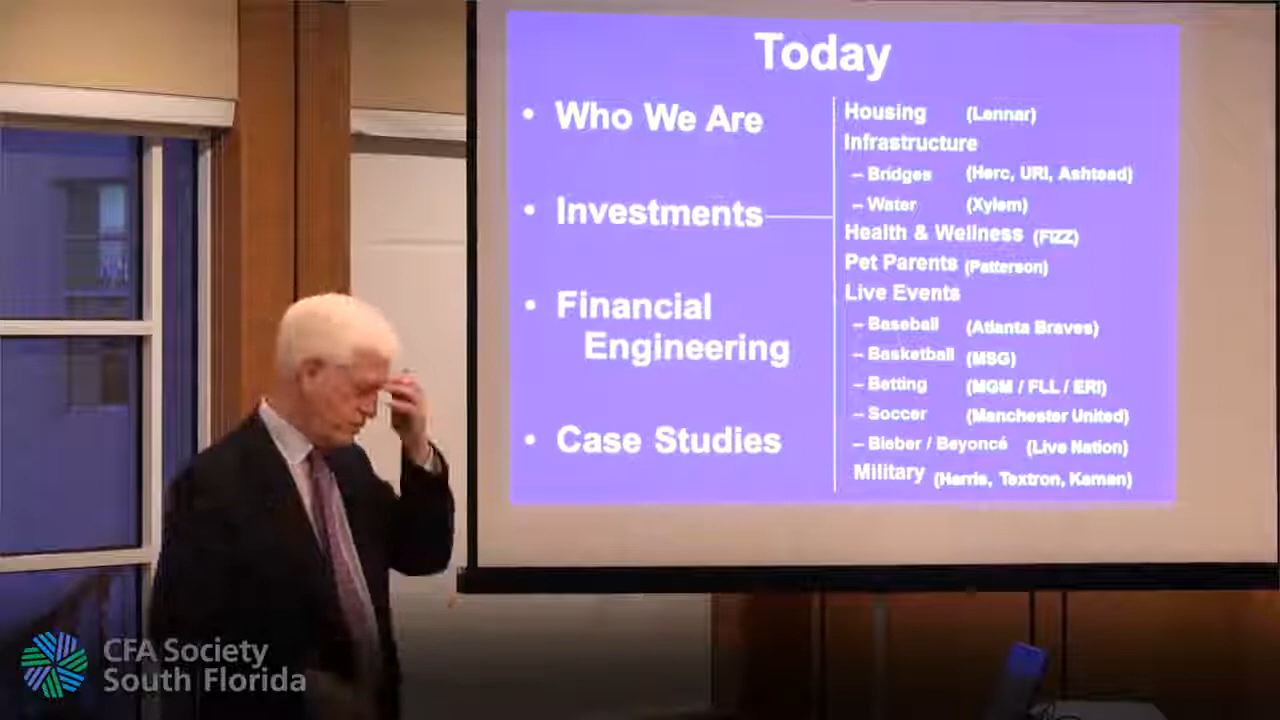 Today
• Who We Are
• Investments
• Financial
Engineering
• Case Studies
Housing (Lennar)
Infrastructure
– Bridges (Herc, URI, Ashtead)
– Water (Xylem)
Health & Wellness (FIZZ)
Pet Parents (Patterson)
Live Events
– Baseball (Atlanta Braves)
– Basketball (MSG)
– Betting (MGM / FLL / ERI)
– Soccer (Manchester United)
– Bieber / Beyoncé (Live Nation)
Military (Harris, Textron, Kaman)
CFA Society
South Florida